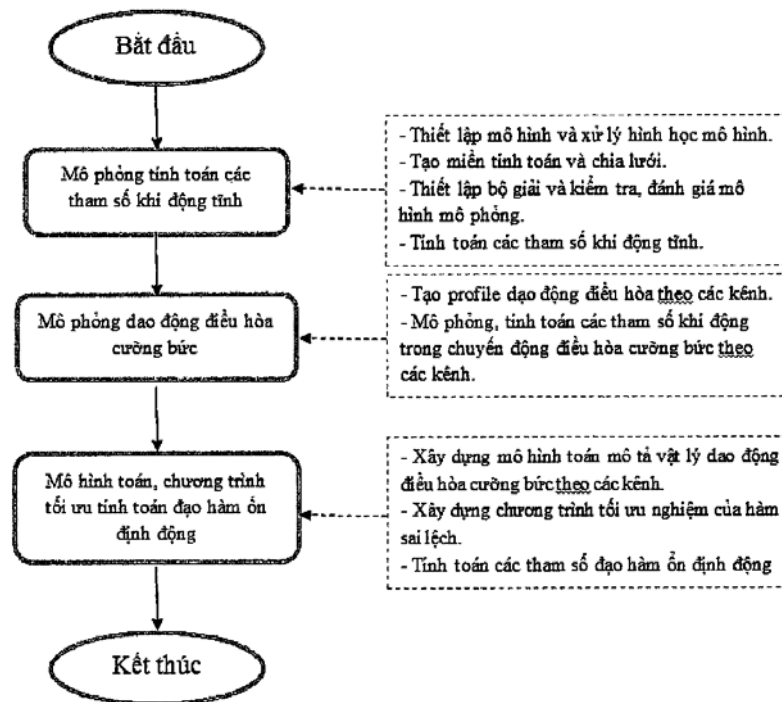 Bắt đầu
Mô phỏng tính toán các
tham số khí động tĩnh
- Thiết lập mô hình và xử lý hình học mô hình.
- Tạo miền tính toán và chia lưới.
- Thiết lập bộ giải và kiểm tra, đánh giá mô
hình mô phỏng.
- Tính toán các tham số khí động tĩnh.
Mô phỏng dao động điều hòa
cưỡng bức
- Tạo profile dao động điều hòa theo các kênh.
- Mô phỏng, tính toán các tham số khí động
trong chuyển động điều hòa cưỡng bức theo
các kênh.
Mô hình toán, chương trình
tối ưu tính toán đạo hàm ổn
định động
- Xây dựng mô hình toán mô tả vật lý dao động
điều hòa cưỡng bức theo các kênh.
- Xây dựng chương trình tối ưu nghiệm của hàm
sai lệch.
- Tính toán các tham số đạo hàm ổn định động
Kết thúc